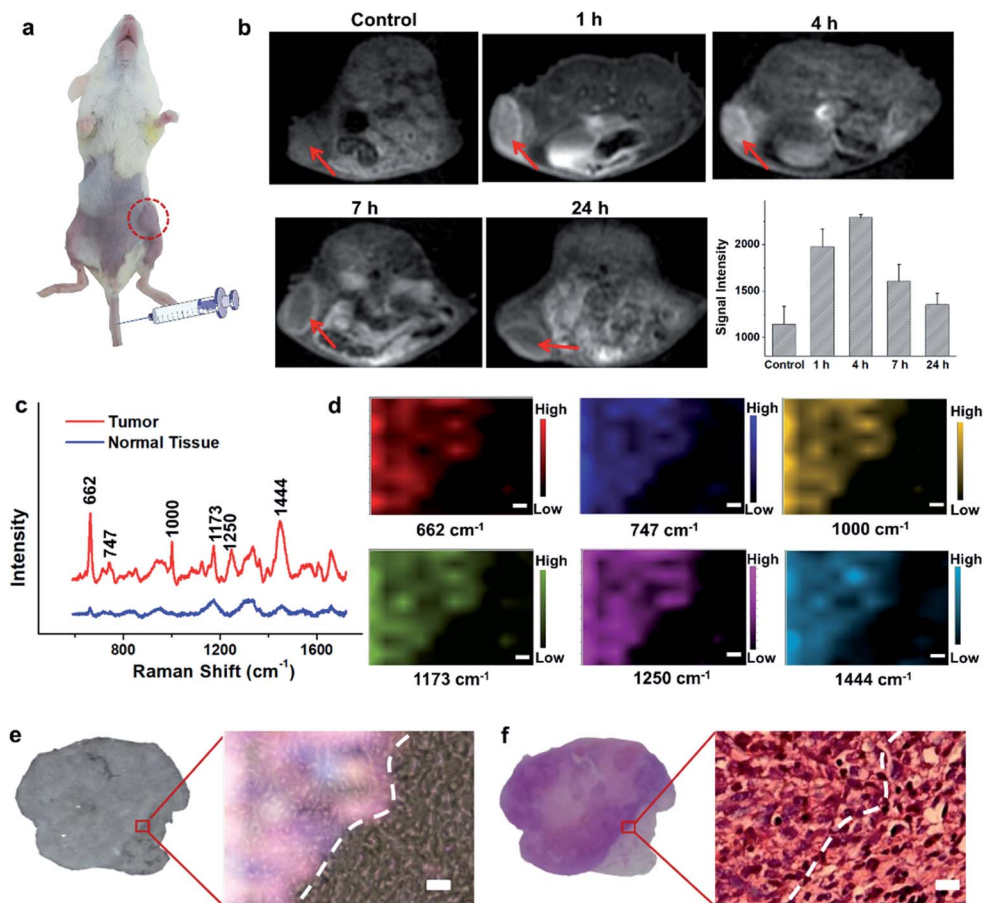 a
b
Control
1 h
4 h
7 h
24 h
Signal Intensity
2000
1500
1000
Control 1 h 4 h 7 h 24 h
c
Tumor
Normal Tissue
Intensity
662
747
1000
1173
1250
1444
800 1200 1600
Raman Shift (cm-1)
d
High
Low
662 cm-1
High
Low
747 cm-1
High
Low
1000 cm-1
High
Low
1173 cm-1
High
Low
1250 cm-1
High
Low
1444 cm-1
e
f